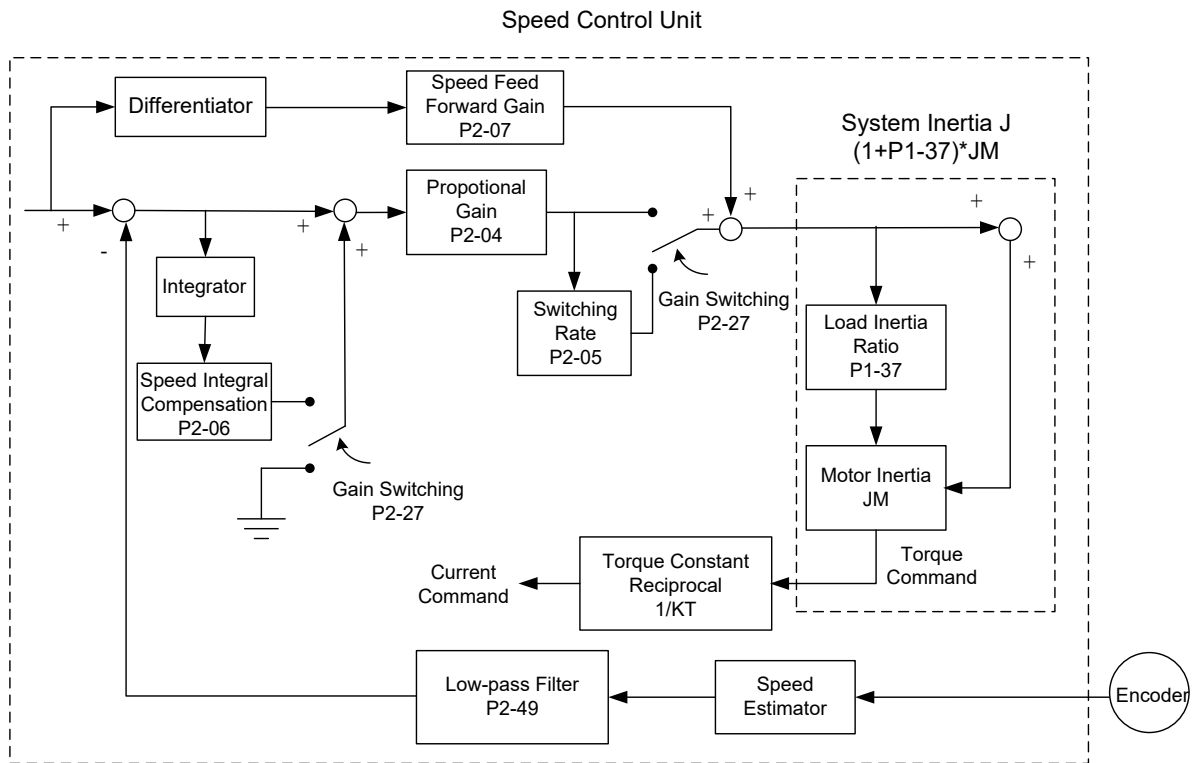 Speed Control Unit
Differentiator
Speed Feed
Forward Gain
P2-07
System Inertia J
(1+P1-37)*JM
+
-
Integrator
Speed Integral
Compensation
P2-06
+
+
Gain Switching
P2-27
Propotional
Gain
P2-04
Switching
Rate
P2-05
Gain Switching
P2-27
+
+
+
+
Load Inertia
Ratio
P1-37
Motor Inertia
JM
Torque
Command
Torque Constant
Reciprocal
1/KT
Current
Command
Low-pass Filter
P2-49
Speed
Estimator
Encoder